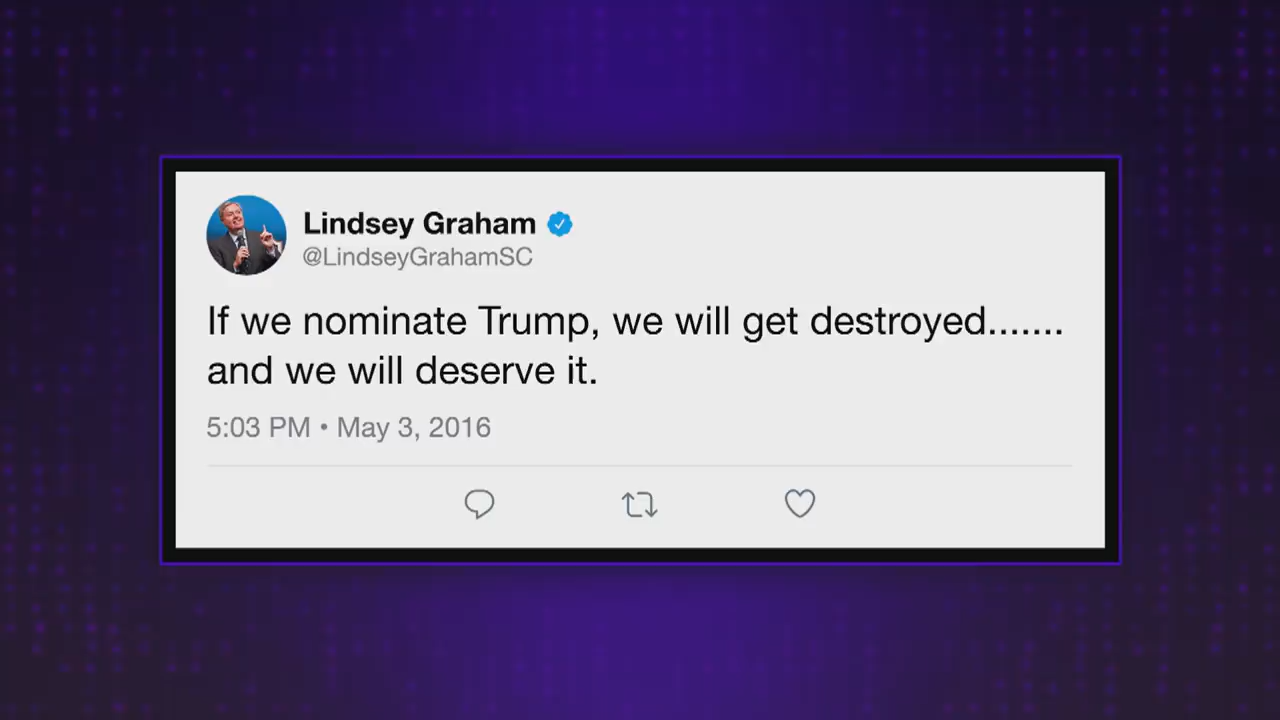 Lindsey Graham
@LindseyGrahamSC
If we nominate Trump, we will get destroyed.......
and we will deserve it.
5:03 PM • May 3, 2016